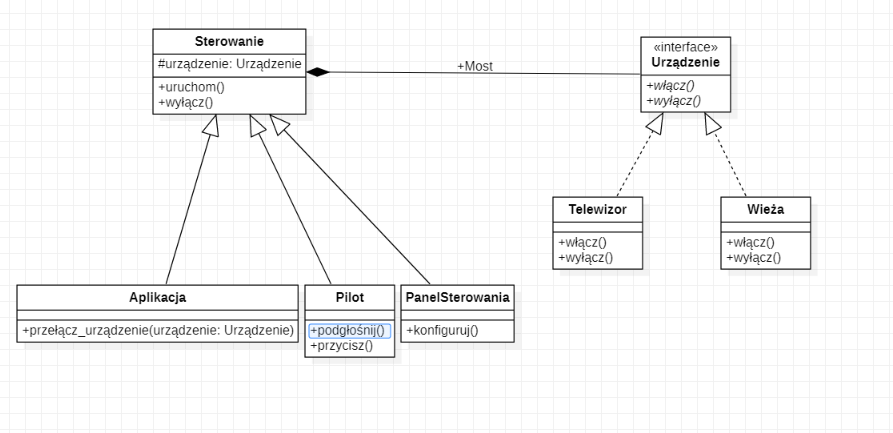 Sterowanie
#urządzenie: Urządzenie
+uruchom()
+wyłącz()
+Most
«interface»
Urządzenie
+włącz()
+wyłącz()
Telewizor
+włącz()
+wyłącz()
Wieża
+włącz()
+wyłącz()
Aplikacja
+przełącz_urządzenie(urządzenie: Urządzenie)
Pilot
+podgłośnij()
+przycisz()
PanelSterowania
+konfiguruj()